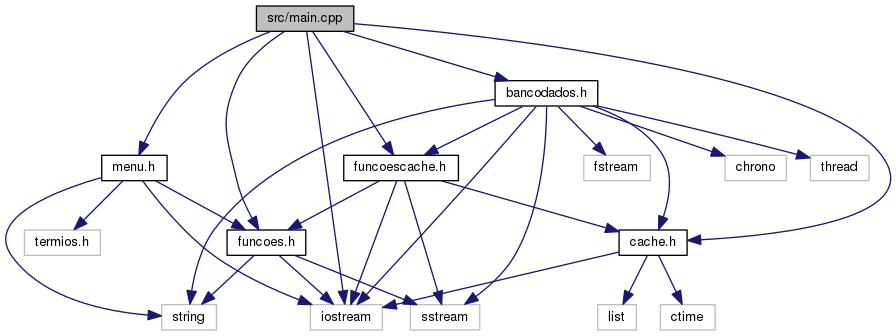 src/main.cpp
bancodados.h
menu.h
funcoescache.h
fstream
chrono
thread
termios.h
funcoes.h
cache.h
string
iostream
sstream
list
ctime